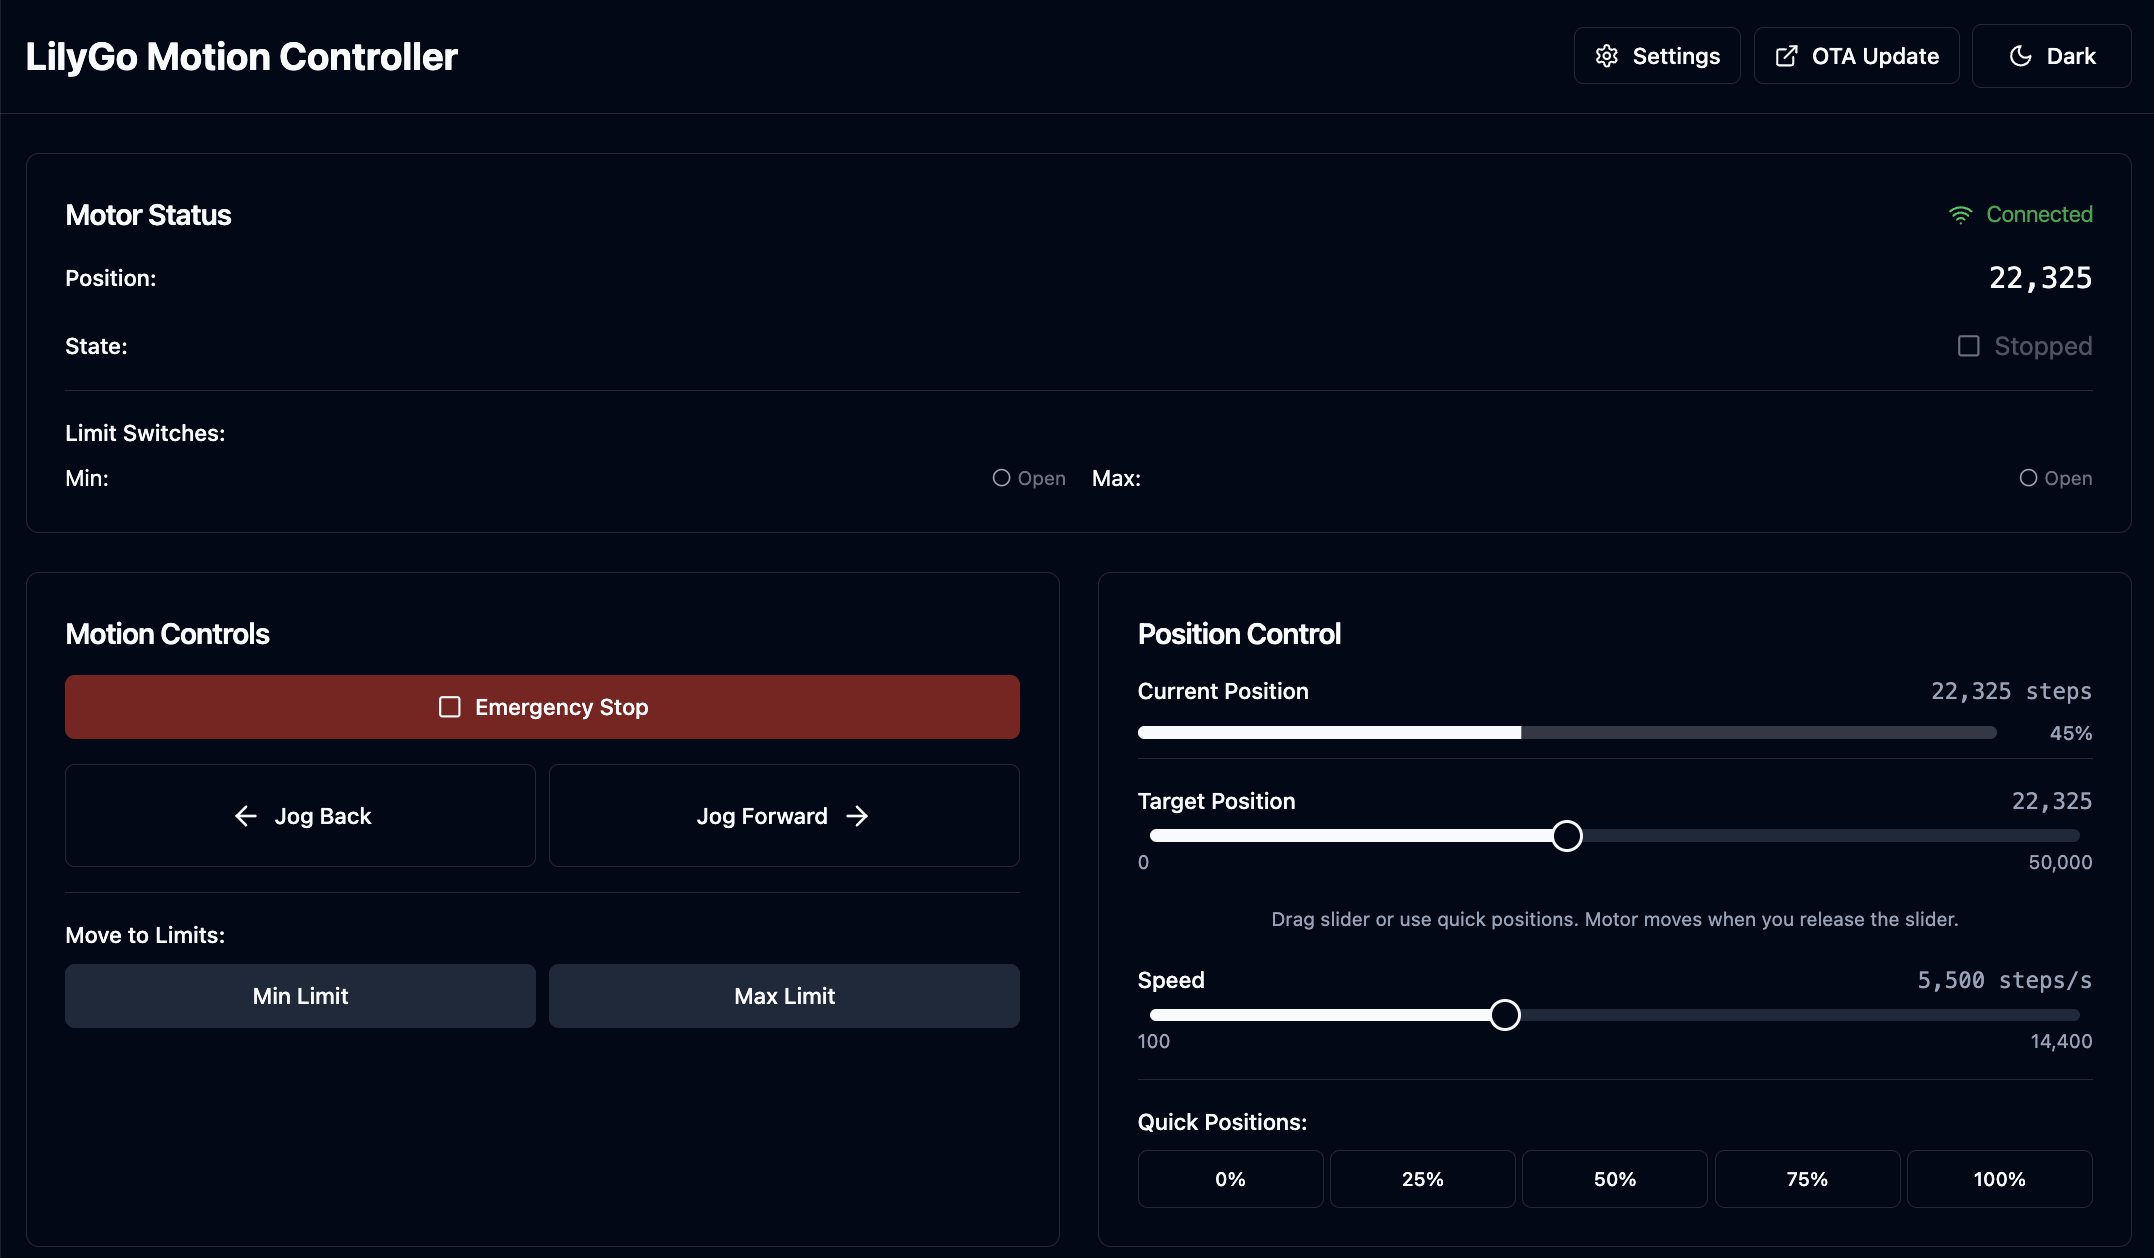 LilyGo Motion Controller
Settings
OTA Update
Dark
Motor Status
Connected
Position:
22,325
State:
Stopped
Limit Switches:
Min:
Open
Max:
Open
Motion Controls
Emergency Stop
Jog Back
Jog Forward
Move to Limits:
Min Limit
Max Limit
Position Control
Current Position
22,325 steps
45%
Target Position
22,325
0
50,000
Drag slider or use quick positions. Motor moves when you release the slider.
Speed
5,500 steps/s
100
14,400
Quick Positions:
0%
25%
50%
75%
100%